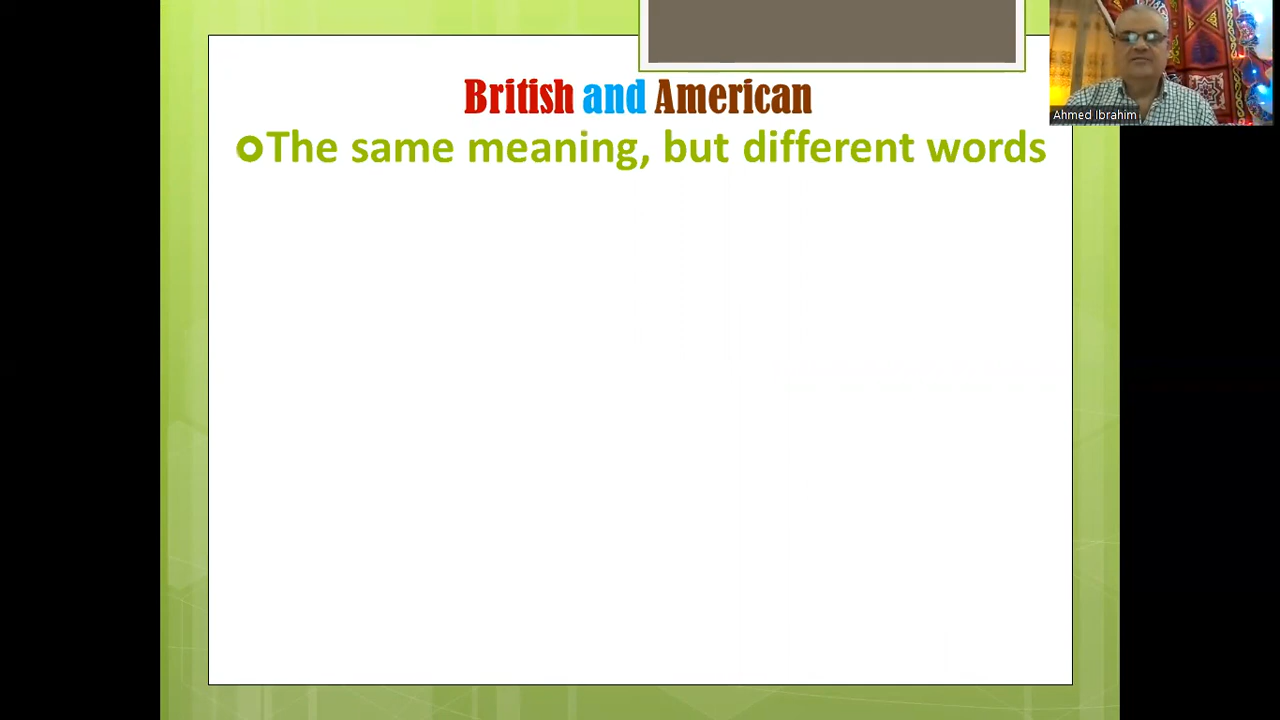 British and American
The same meaning, but different words
Ahmed Ibrahim